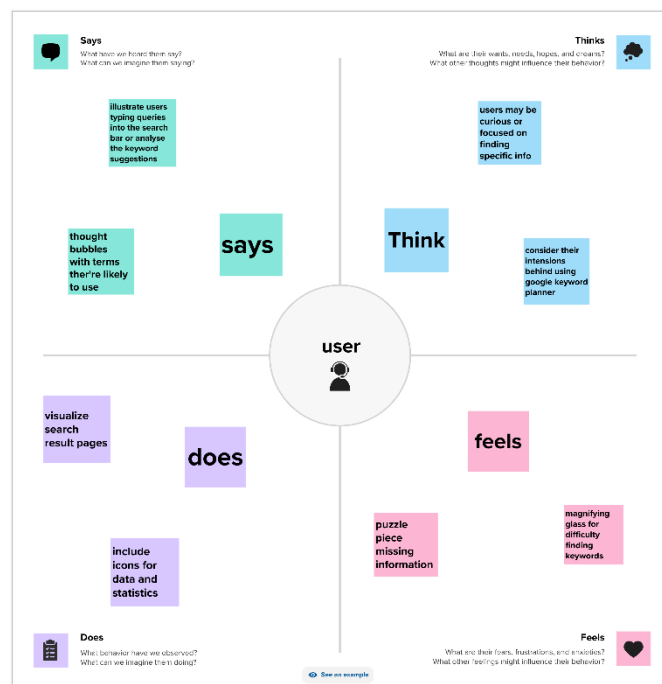 Says
What have we heard them say?
What can we imagine them saying?
Thinks
What are their wants, needs, hopes, and dreams?
What other thoughts might influence their behavior?
illustrate users
typing queries
into the search
bar or analyse
the keyword
suggestions
users may be
curious or
focused on
finding
specific info
thought
bubbles
with terms
ther're likely
to use
says
Think
consider their
intensions
behind using
google keyword
planner
user
visualize
search
result pages
does
feels
include
icons for
data and
statistics
puzzle
piece
missing
information
magnifying
glass for
difficulty
finding
keywords
Does
What behavior have we observed?
What can we imagine them doing?
Feels
What are their fears, frustrations, and anxieties?
What other feelings might influence their behavior?
See an example